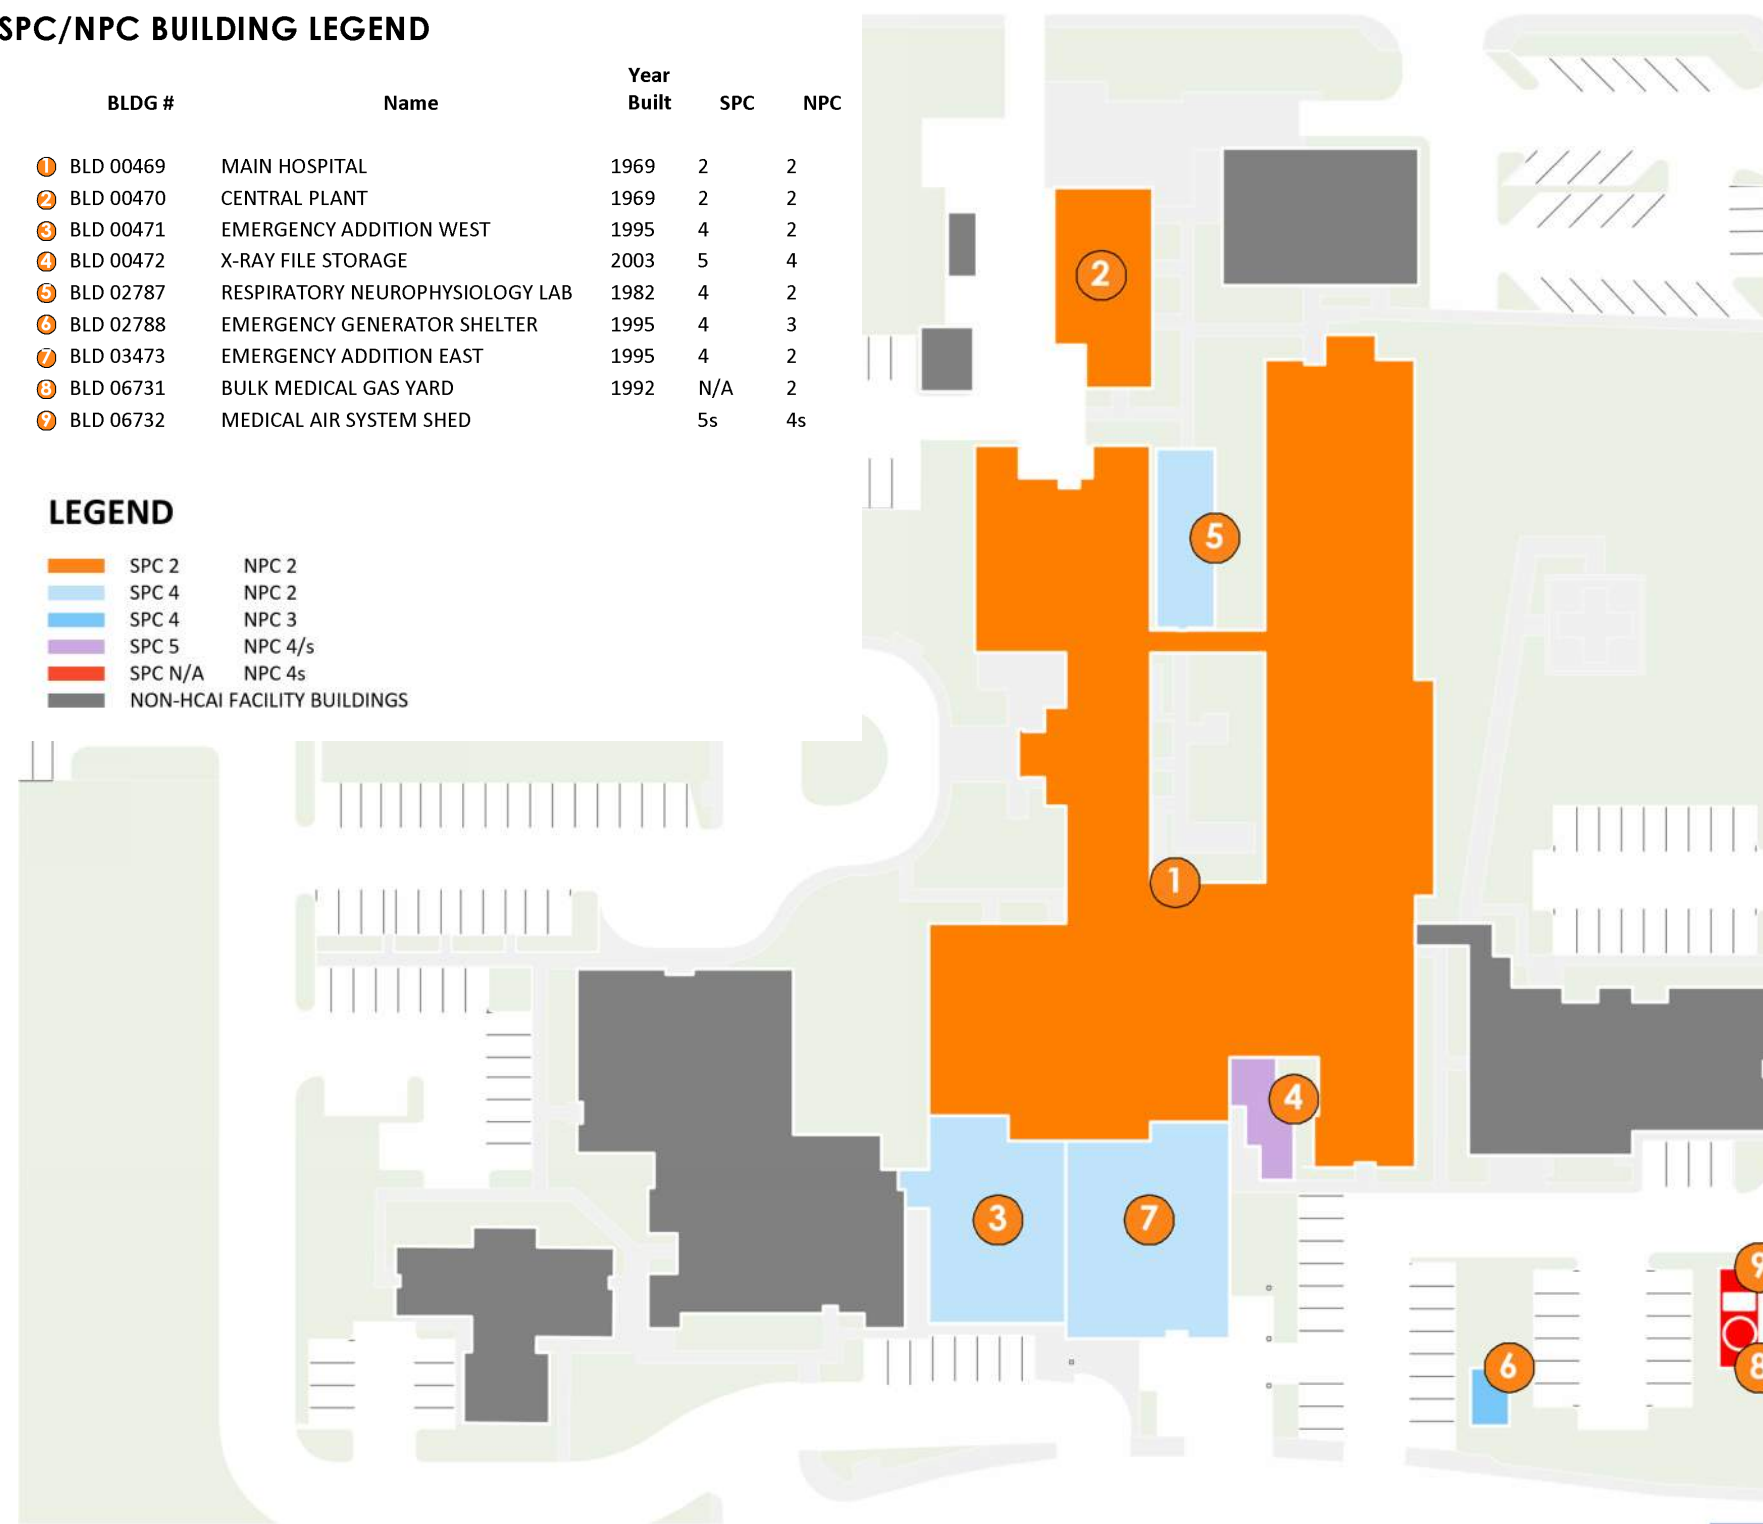 SPC/NPC BUILDING LEGEND
BLDG # Name Year Built SPC NPC
1 BLD 00469 MAIN HOSPITAL 1969 2 2
2 BLD 00470 CENTRAL PLANT 1969 2 2
3 BLD 00471 EMERGENCY ADDITION WEST 1995 4 2
4 BLD 00472 X-RAY FILE STORAGE 2003 5 4
5 BLD 02787 RESPIRATORY NEUROPHYSIOLOGY LAB 1982 4 2
6 BLD 02788 EMERGENCY GENERATOR SHELTER 1995 4 3
7 BLD 03473 EMERGENCY ADDITION EAST 1995 4 2
8 BLD 06731 BULK MEDICAL GAS YARD 1992 N/A 2
9 BLD 06732 MEDICAL AIR SYSTEM SHED 5s 4s
LEGEND
SPC 2 NPC 2
SPC 4 NPC 2
SPC 4 NPC 3
SPC 5 NPC 4/s
SPC N/A NPC 4s
NON-HCAI FACILITY BUILDINGS
2
5
1
4
3
7
9
6
8